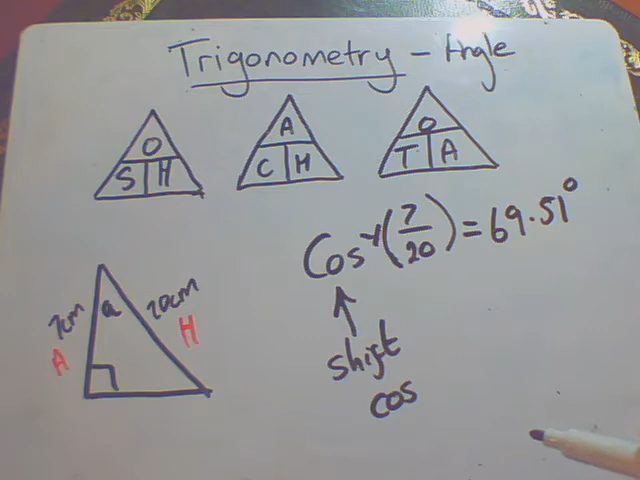 Trigonometry - Angle
O
S H
A
C H
O
T A
Cos⁻¹(7/20) = 69.51°
7cm
a
20cm
A
H
shift
cos